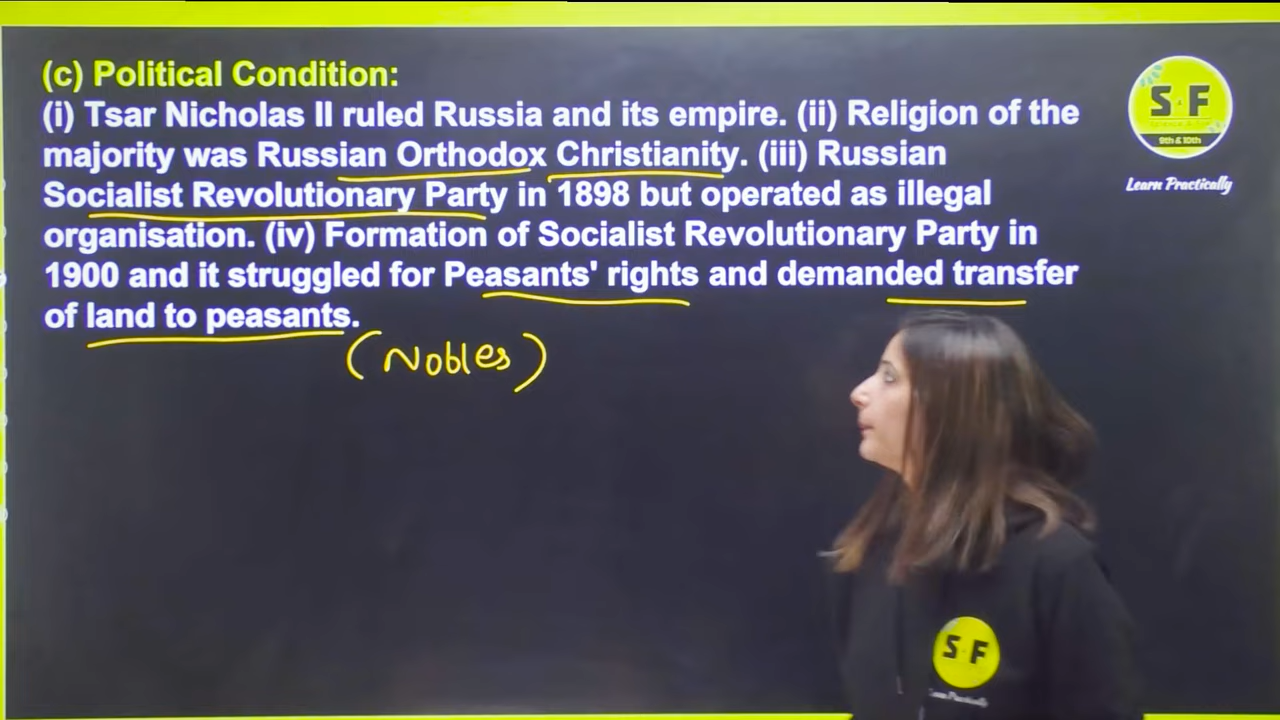 (c) Political Condition:
(i) Tsar Nicholas II ruled Russia and its empire. (ii) Religion of the
majority was Russian Orthodox Christianity. (iii) Russian
Socialist Revolutionary Party in 1898 but operated as illegal
organisation. (iv) Formation of Socialist Revolutionary Party in
1900 and it struggled for Peasants' rights and demanded transfer
of land to peasants.
(Nobles)
S F
9th & 10th
Learn Practically
S F